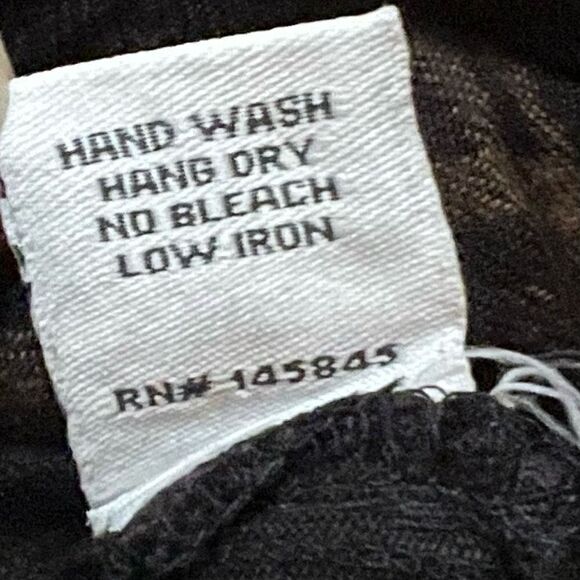 HAND WASH
HANG DRY
NO BLEACH
LOW IRON
RN# 145845